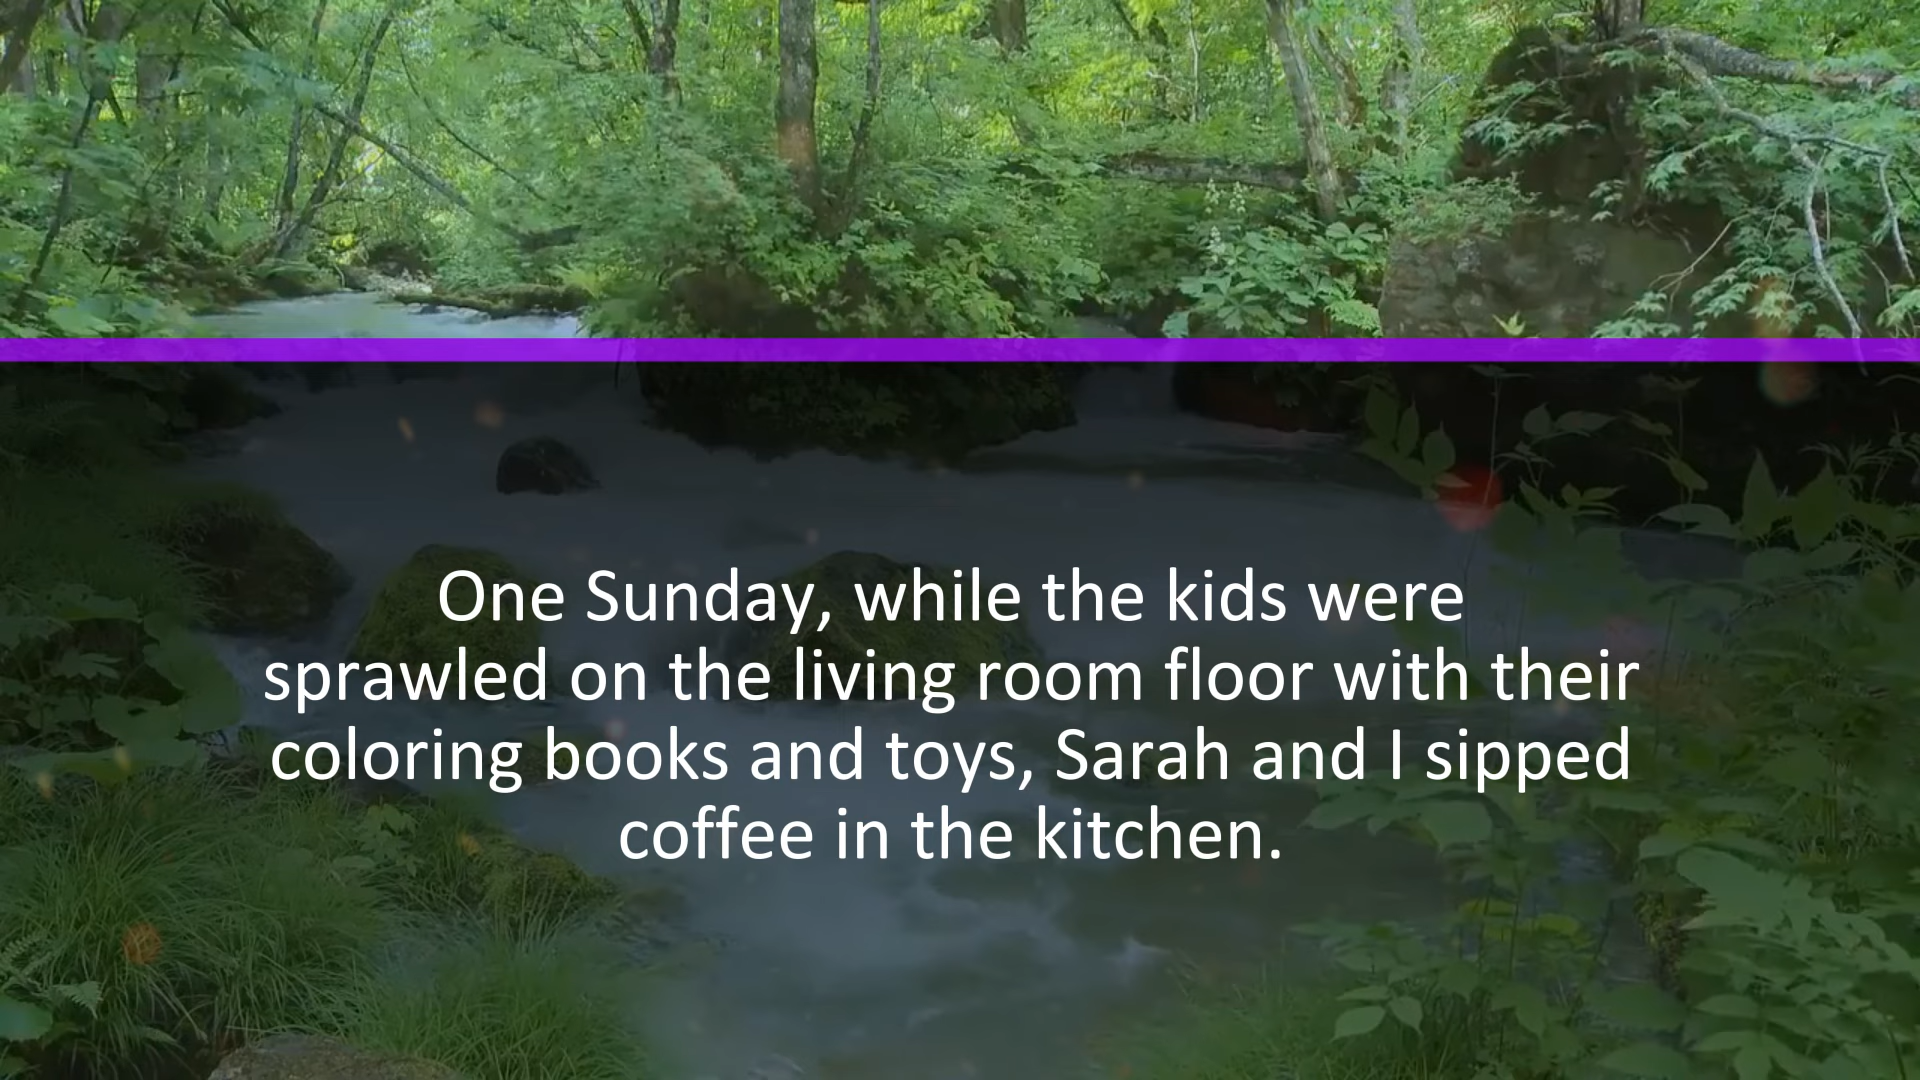 One Sunday, while the kids were
sprawled on the living room floor with their
coloring books and toys, Sarah and I sipped
coffee in the kitchen.